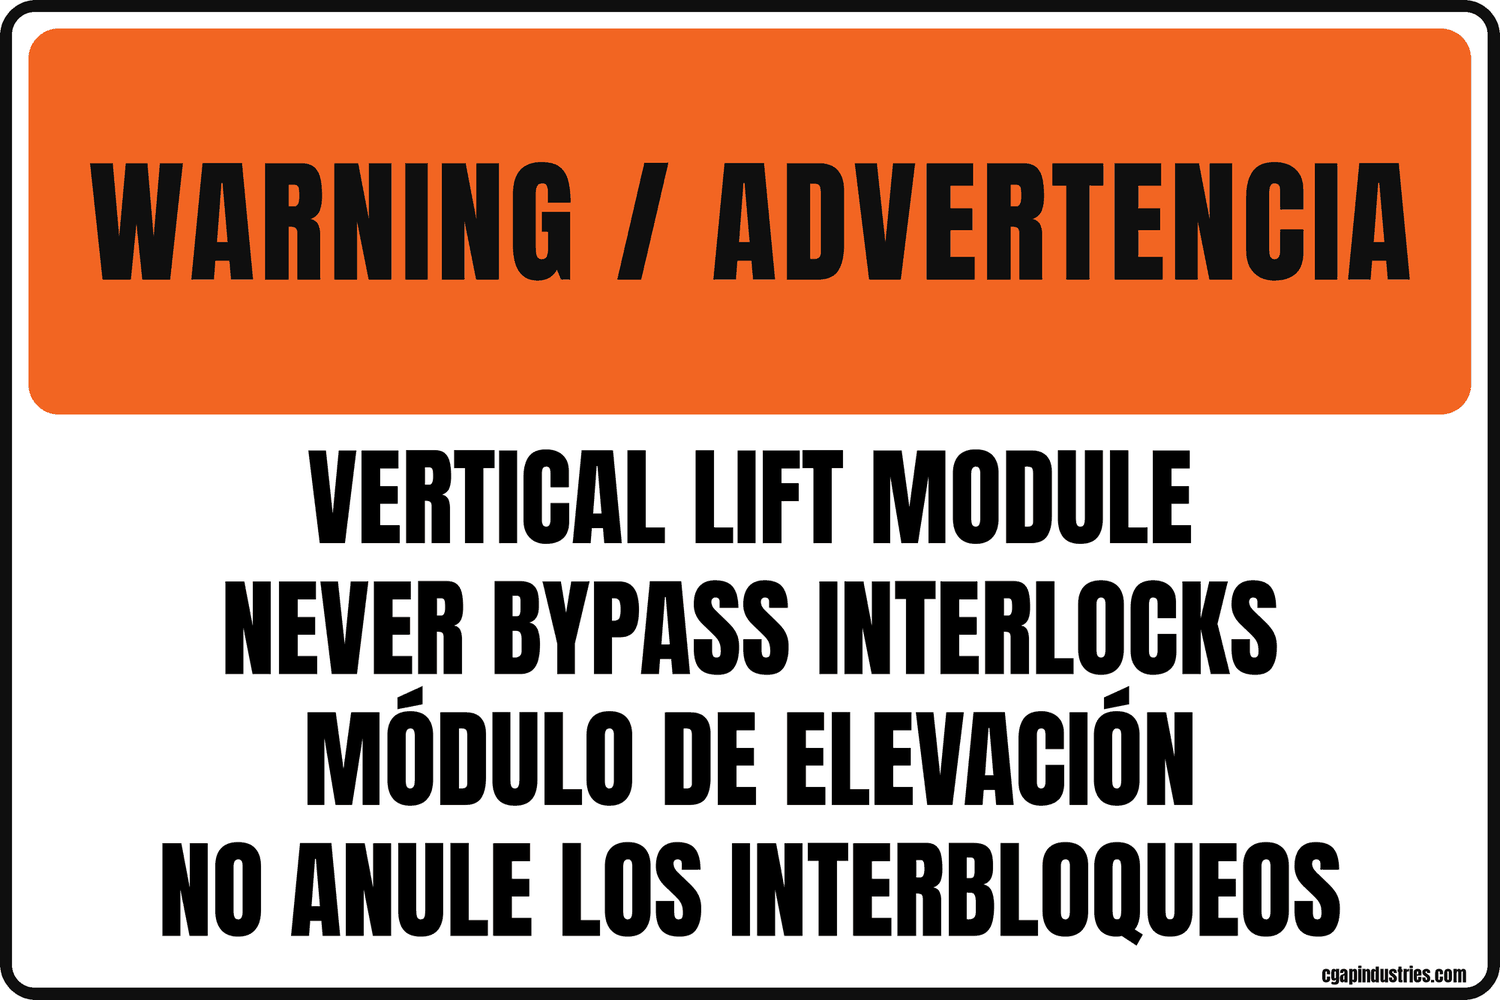 WARNING / ADVERTENCIA
VERTICAL LIFT MODULE
NEVER BYPASS INTERLOCKS
MÓDULO DE ELEVACIÓN
NO ANULE LOS INTERBLOQUEOS
cgapindustries.com